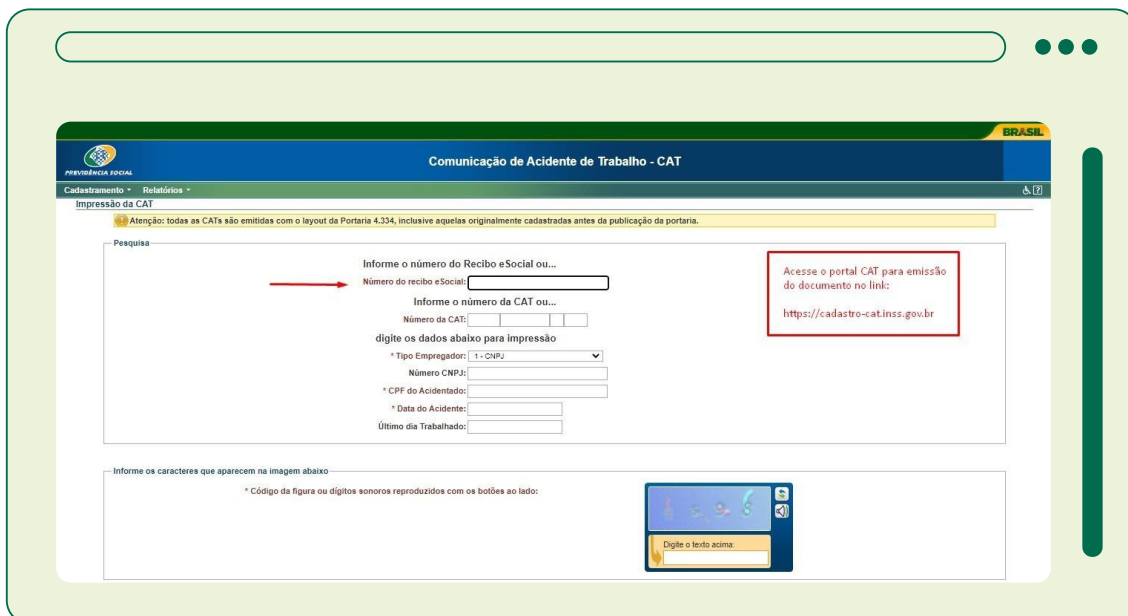 BRASIL
PREVIDÊNCIA SOCIAL
Comunicação de Acidente de Trabalho - CAT
Cadastramento
Relatórios
Impressão da CAT
Atenção: todas as CATs são emitidas com o layout da Portaria 4.334, inclusive aquelas originalmente cadastradas antes da publicação da portaria.
Pesquisa
Informe o número do Recibo eSocial ou...
Número do recibo eSocial:
Informe o número da CAT ou...
Número da CAT:
digite os dados abaixo para impressão
* Tipo Empregador: 1 - CNPJ
Número CNPJ:
* CPF do Acidentado:
* Data do Acidente:
Último dia Trabalhado:
Acesse o portal CAT para emissão
do documento no link:
https://cadastro-cat.inss.gov.br
Informe os caracteres que aparecem na imagem abaixo
* Código da figura ou dígitos sonoros reproduzidos com os botões ao lado:
Digite o texto acima: